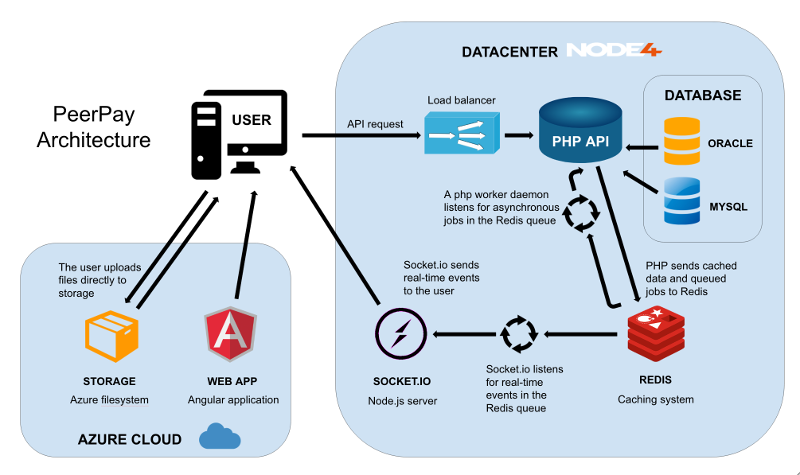 PeerPay
Architecture
USER
DATACENTER NODE4
API request
Load balancer
PHP API
DATABASE
ORACLE
MYSQL
A php worker daemon
listens for asynchronous
jobs in the Redis queue
The user uploads
files directly to
storage
Socket.io sends
real-time events
to the user
PHP sends cached
data and queued
jobs to Redis
STORAGE
Azure filesystem
WEB APP
Angular application
SOCKET.IO
Node.js server
Socket.io listens
for real-time
events in the
Redis queue
REDIS
Caching system
AZURE CLOUD